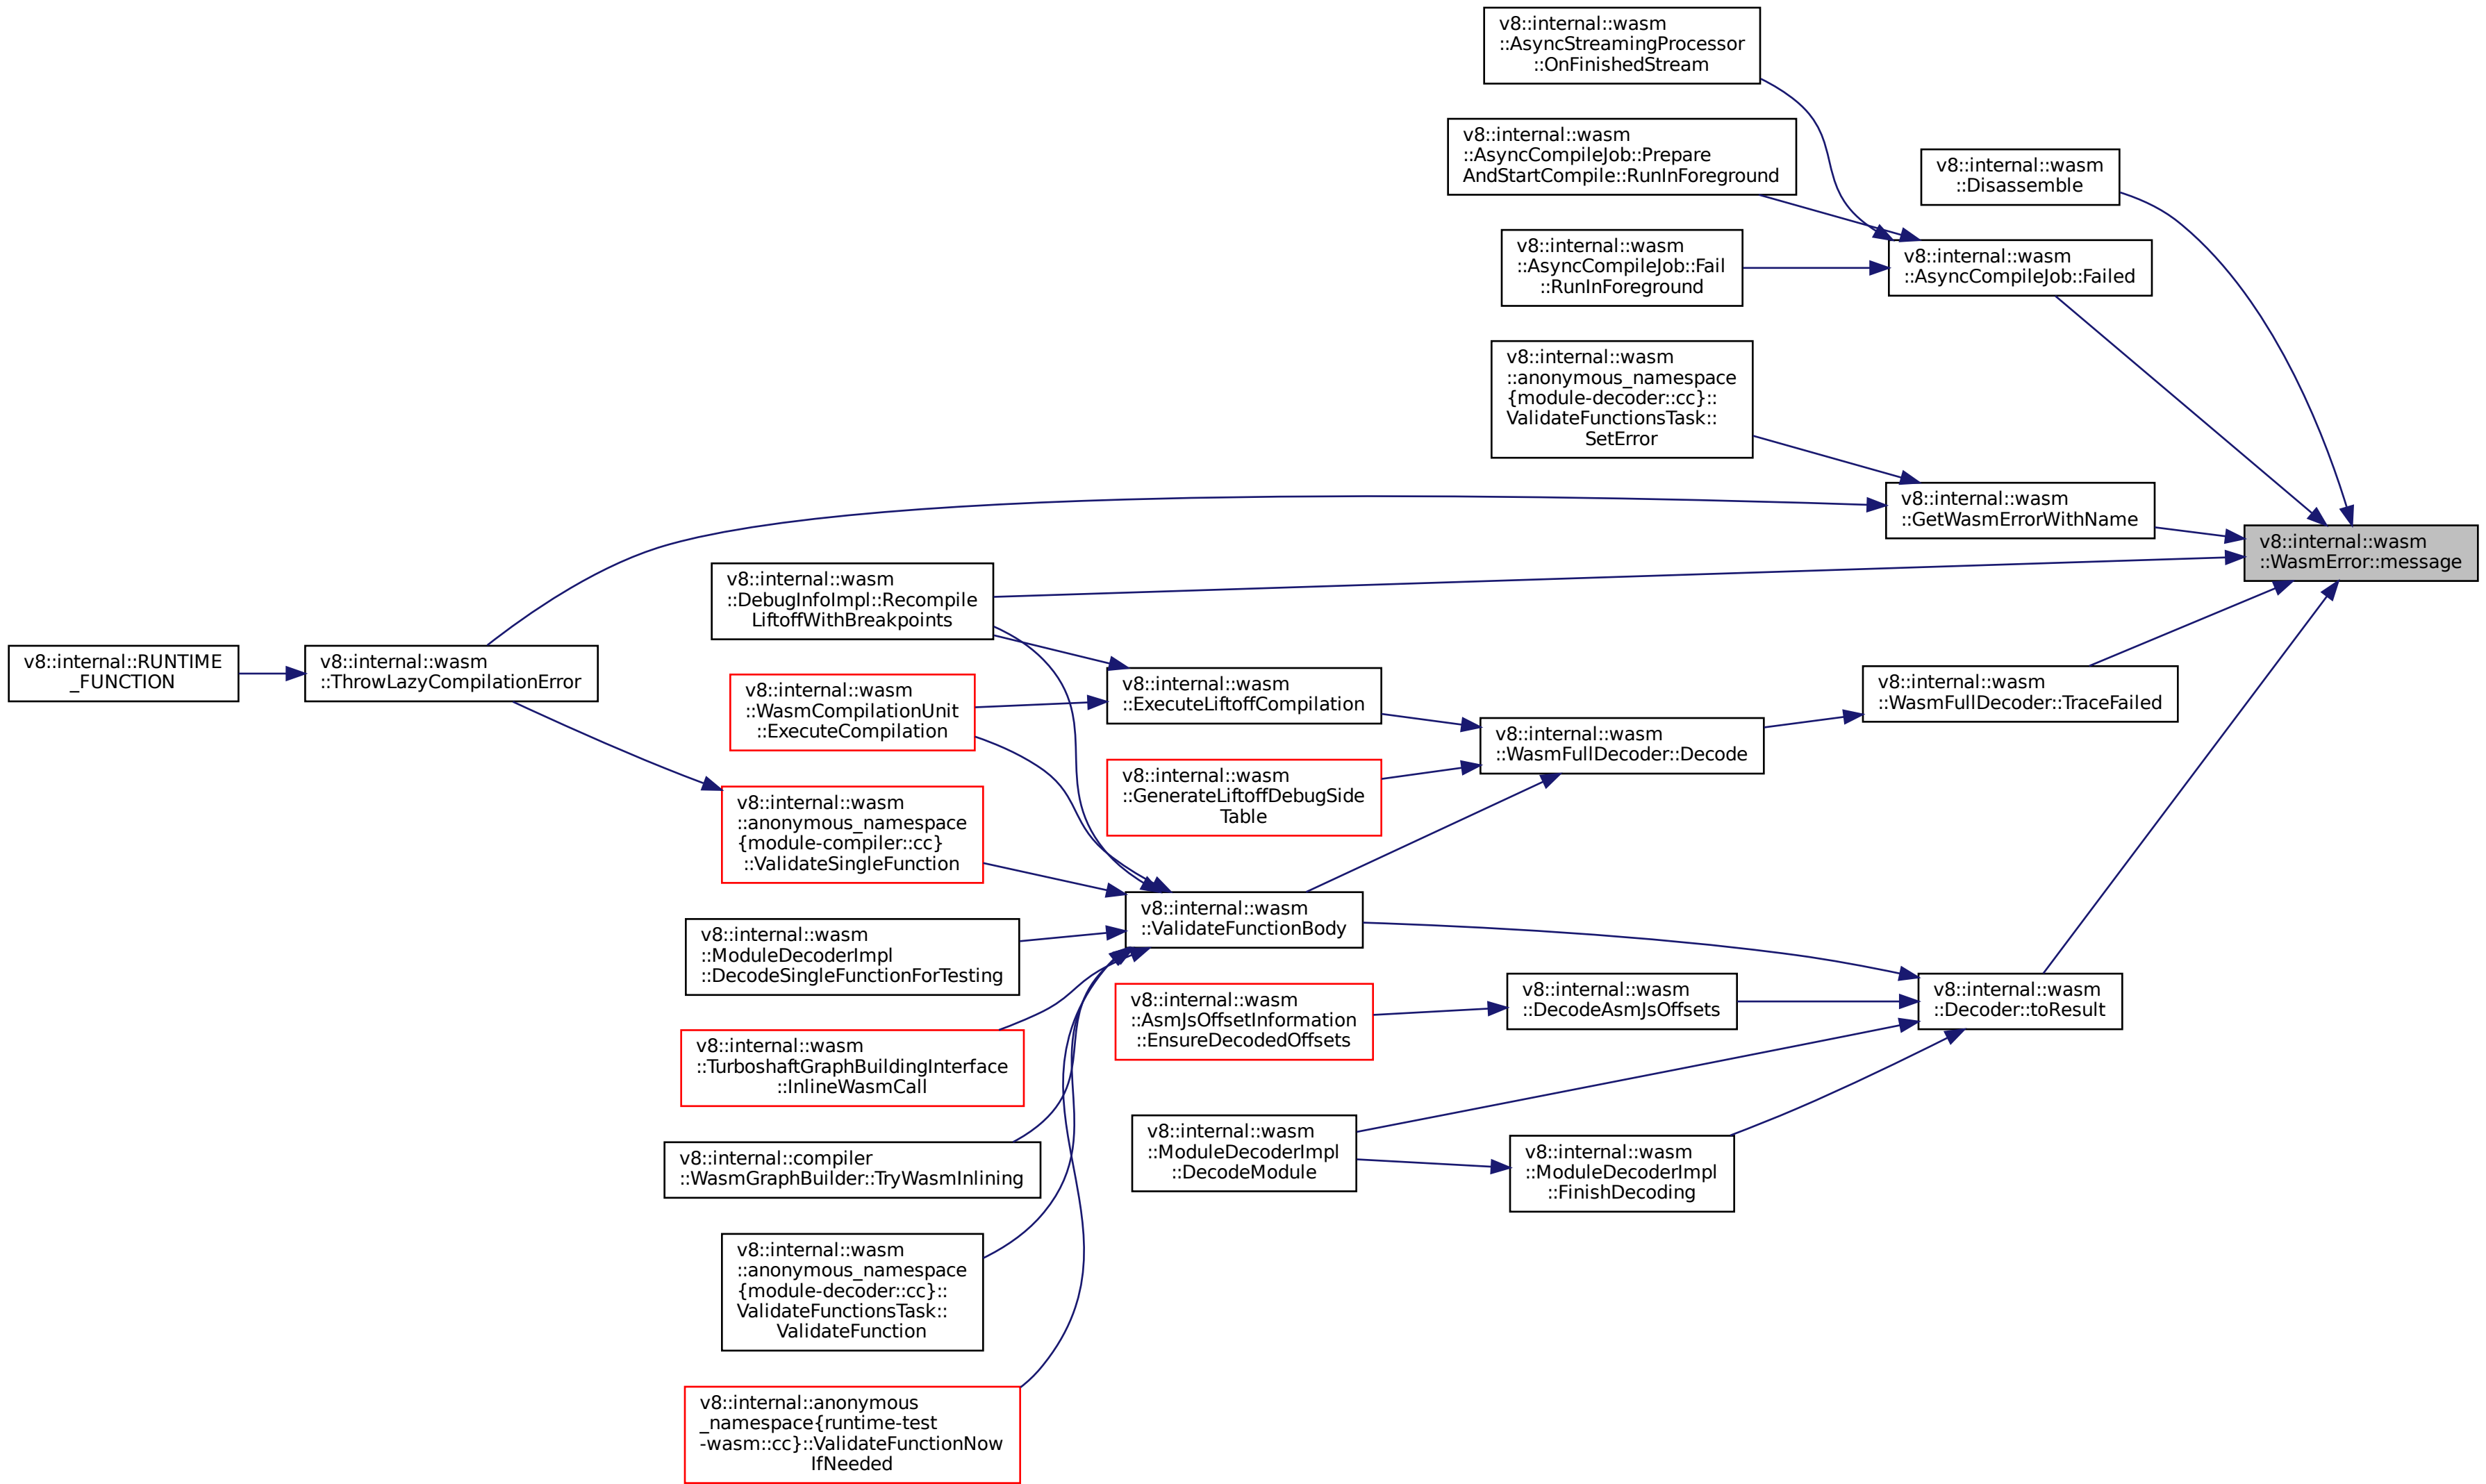 v8::internal::wasm
::AsyncStreamingProcessor
::OnFinishedStream
v8::internal::wasm
::AsyncCompileJob::Prepare
AndStartCompile::RunInForeground
v8::internal::wasm
::Disassemble
v8::internal::wasm
::AsyncCompileJob::Fail
::RunInForeground
v8::internal::wasm
::AsyncCompileJob::Failed
v8::internal::wasm
::anonymous_namespace
{module-decoder::cc}::
ValidateFunctionsTask::
SetError
v8::internal::wasm
::GetWasmErrorWithName
v8::internal::wasm
::WasmError::message
v8::internal::wasm
::DebugInfoImpl::Recompile
LiftoffWithBreakpoints
v8::internal::RUNTIME
_FUNCTION
v8::internal::wasm
::ThrowLazyCompilationError
v8::internal::wasm
::WasmCompilationUnit
::ExecuteCompilation
v8::internal::wasm
::ExecuteLiftoffCompilation
v8::internal::wasm
::WasmFullDecoder::TraceFailed
v8::internal::wasm
::WasmFullDecoder::Decode
v8::internal::wasm
::GenerateLiftoffDebugSide
Table
v8::internal::wasm
::anonymous_namespace
{module-compiler::cc}
::ValidateSingleFunction
v8::internal::wasm
::ValidateFunctionBody
v8::internal::wasm
::ModuleDecoderImpl
::DecodeSingleFunctionForTesting
v8::internal::wasm
::AsmJsOffsetInformation
::EnsureDecodedOffsets
v8::internal::wasm
::DecodeAsmJsOffsets
v8::internal::wasm
::Decoder::toResult
v8::internal::wasm
::TurboshaftGraphBuildingInterface
::InlineWasmCall
v8::internal::wasm
::ModuleDecoderImpl
::DecodeModule
v8::internal::wasm
::ModuleDecoderImpl
::FinishDecoding
v8::internal::compiler
::WasmGraphBuilder::TryWasmInlining
v8::internal::wasm
::anonymous_namespace
{module-decoder::cc}::
ValidateFunctionsTask::
ValidateFunction
v8::internal::anonymous
_namespace{runtime-test
-wasm::cc}::ValidateFunctionNow
IfNeeded